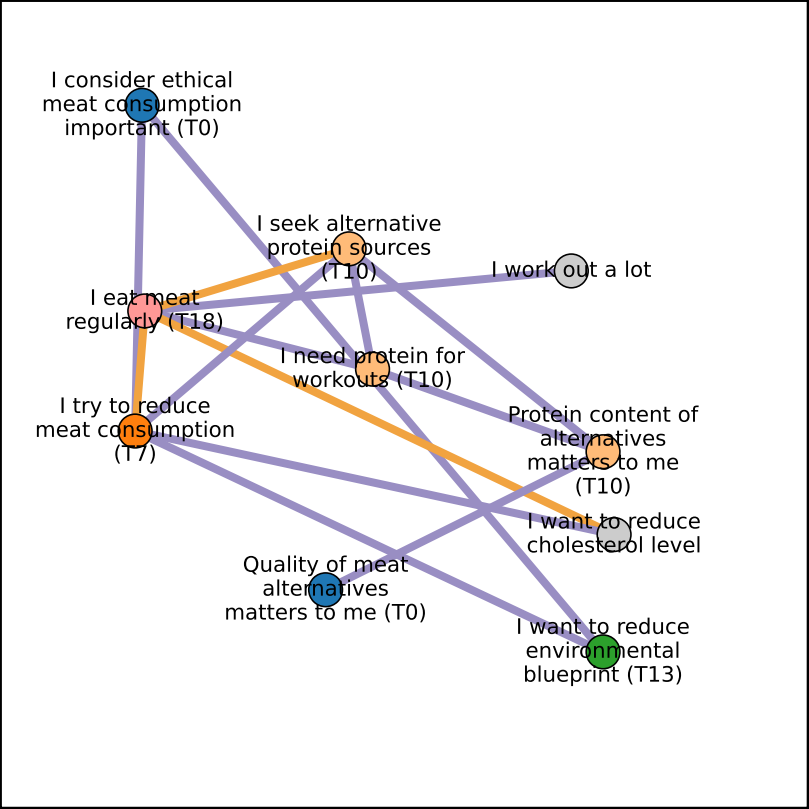 I consider ethical
meat consumption
important (T0)
I seek alternative
protein sources
(T10)
I work out a lot
I eat meat
regularly (T18)
I need protein for
workouts (T10)
I try to reduce
meat consumption
(T7)
Protein content of
alternatives
matters to me
(T10)
I want to reduce
cholesterol level
Quality of meat
alternatives
matters to me (T0)
I want to reduce
environmental
blueprint (T13)